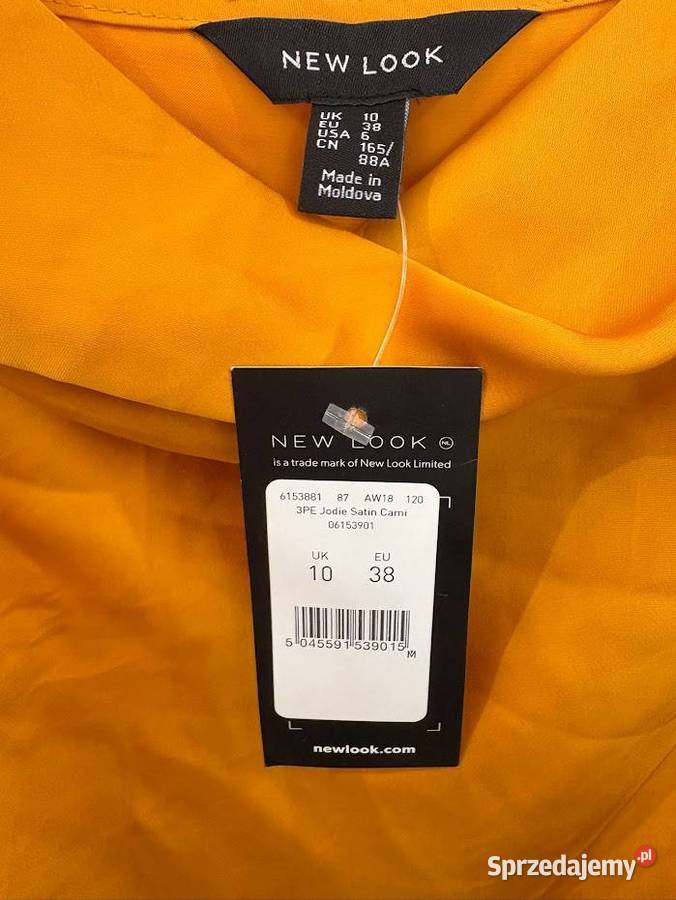 NEW LOOK
UK 10
EU 38
USA 6
CN 165/
88A
Made in
Moldova
NEW LOOK NL
is a trade mark of New Look Limited
6153881 87 AW18 120
3PE Jodie Satin Cami
06153901
UK EU
10 38
5 045591 539015
M
newlook.com
Sprzedajemy.pl